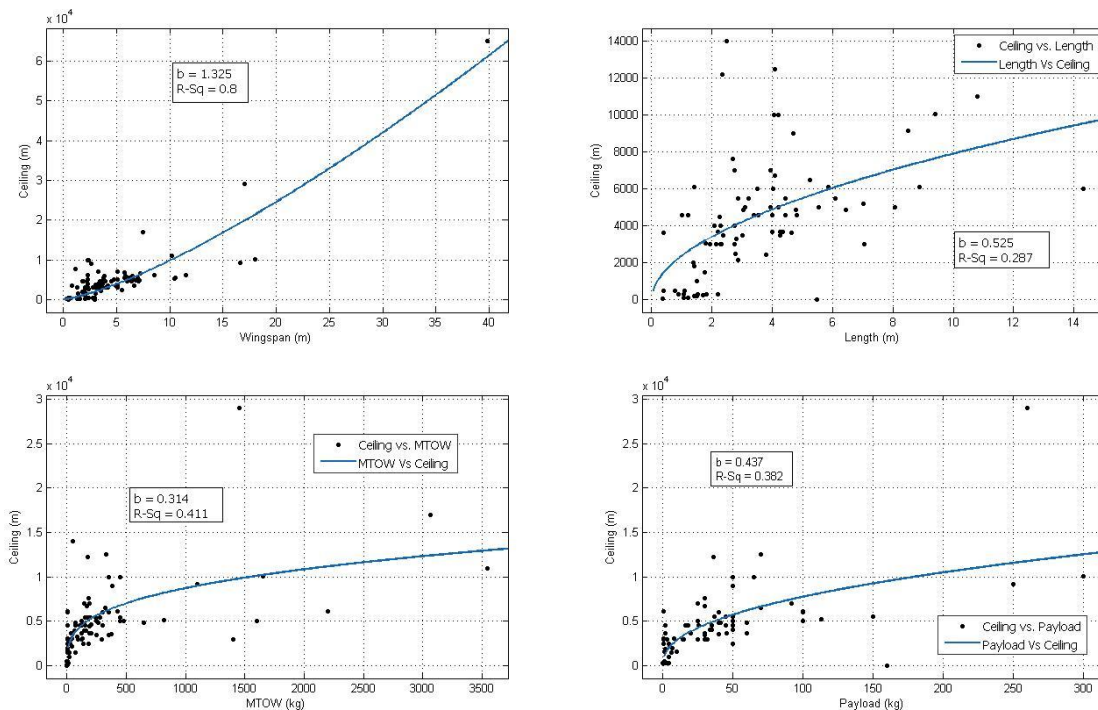 x 10⁴
6
5
4
3
2
1
0
Ceiling (m)
b = 1.325
R-Sq = 0.8
0 5 10 15 20 25 30 35 40
Wingspan (m)
14000
12000
10000
8000
6000
4000
2000
0
Ceiling (m)
Ceiling vs. Length
Length Vs Ceiling
b = 0.525
R-Sq = 0.287
0 2 4 6 8 10 12 14
Length (m)
x 10⁴
3
2.5
2
1.5
1
0.5
0
Ceiling (m)
Ceiling vs. MTOW
MTOW Vs Ceiling
b = 0.314
R-Sq = 0.411
0 500 1000 1500 2000 2500 3000 3500
MTOW (kg)
x 10⁴
3
2.5
2
1.5
1
0.5
0
Ceiling (m)
b = 0.437
R-Sq = 0.382
Ceiling vs. Payload
Payload Vs Ceiling
0 50 100 150 200 250 300
Payload (kg)